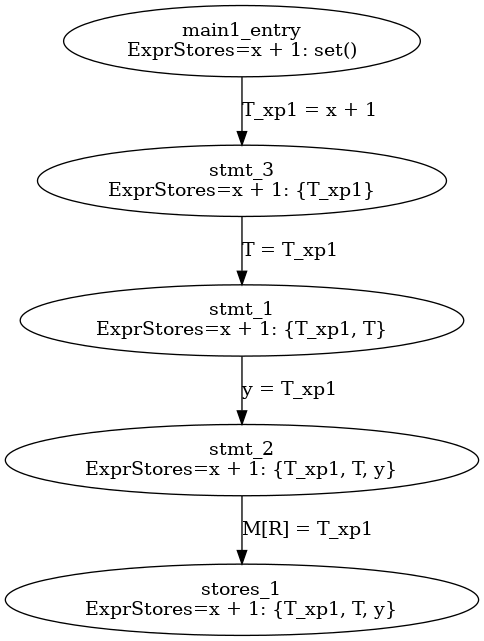 main1_entry
ExprStores=x + 1: set()
T_xp1 = x + 1
stmt_3
ExprStores=x + 1: {T_xp1}
T = T_xp1
stmt_1
ExprStores=x + 1: {T_xp1, T}
y = T_xp1
stmt_2
ExprStores=x + 1: {T_xp1, T, y}
M[R] = T_xp1
stores_1
ExprStores=x + 1: {T_xp1, T, y}